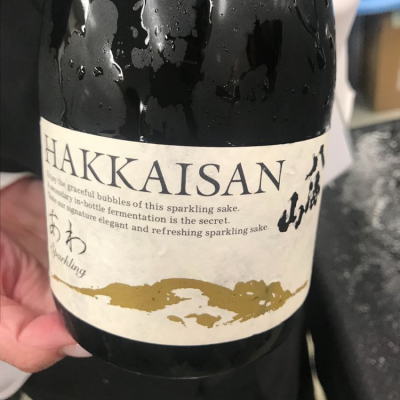 HAKKAISAN
八海山
the graceful bubbles of this sparkling sake.
in-bottle fermentation is the secret.
our signature elegant and refreshing sparkling sake
あわ
Sparkling